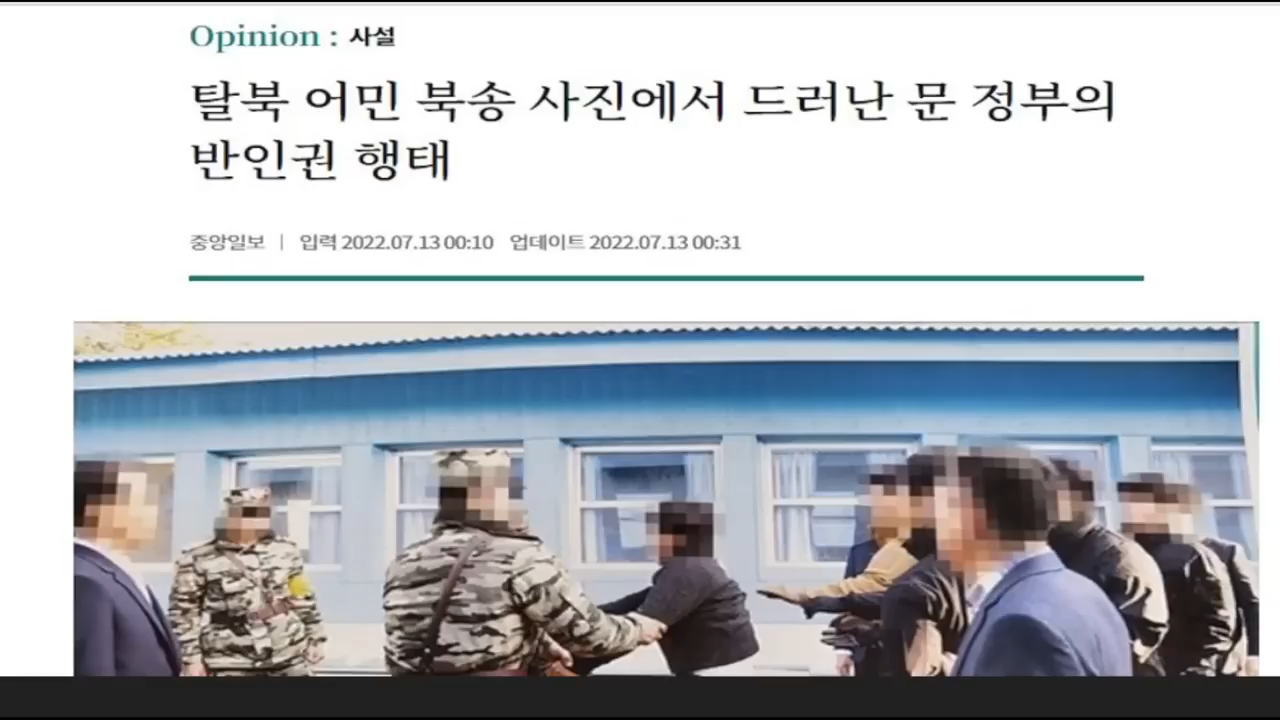 Opinion : 사설
탈북 어민 북송 사진에서 드러난 문 정부의
반인권 행태
중앙일보 | 입력 2022.07.13 00:10 업데이트 2022.07.13 00:31